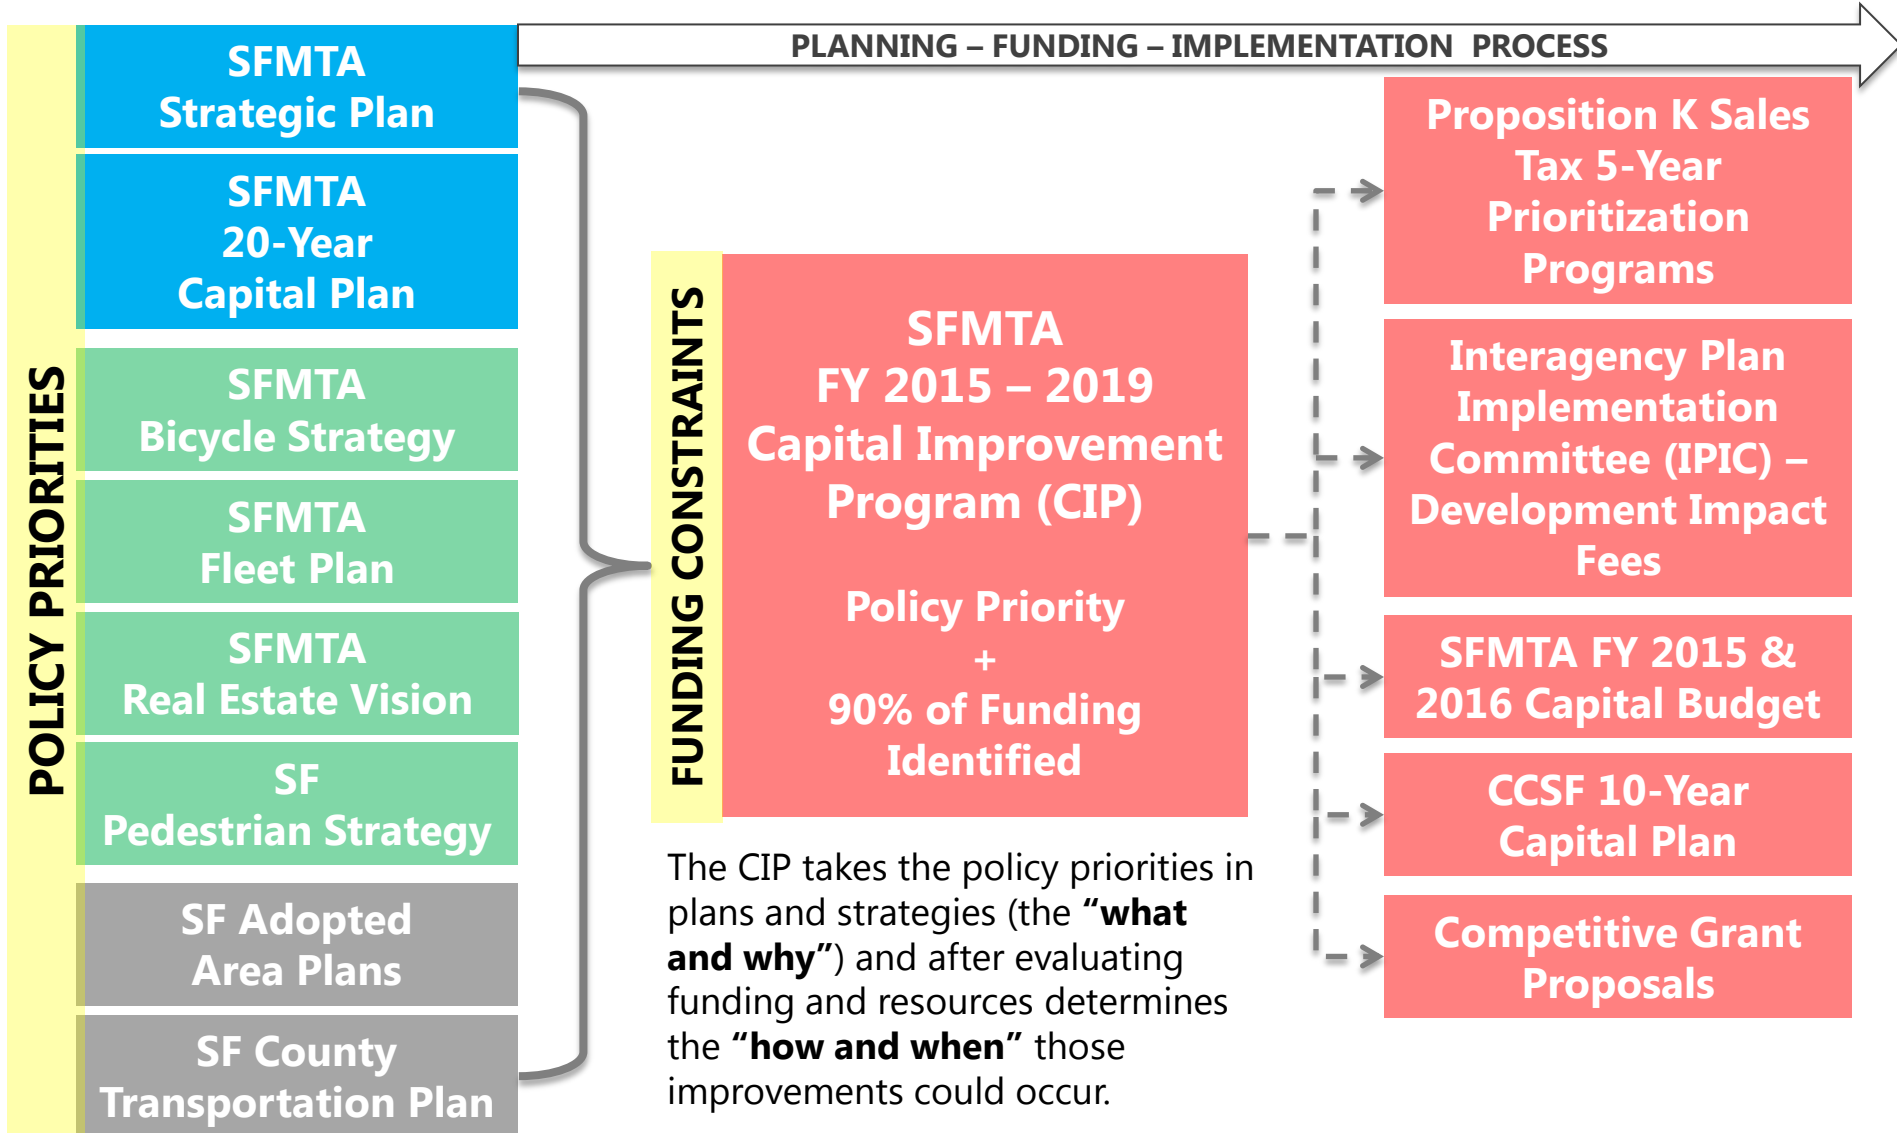 PLANNING – FUNDING – IMPLEMENTATION PROCESS
POLICY PRIORITIES
SFMTA
Strategic Plan
SFMTA
20-Year
Capital Plan
SFMTA
Bicycle Strategy
SFMTA
Fleet Plan
SFMTA
Real Estate Vision
SF
Pedestrian Strategy
SF Adopted
Area Plans
SF County
Transportation Plan
FUNDING CONSTRAINTS
SFMTA
FY 2015 – 2019
Capital Improvement
Program (CIP)
Policy Priority
+
90% of Funding
Identified
The CIP takes the policy priorities in
plans and strategies (the “what
and why”) and after evaluating
funding and resources determines
the “how and when” those
improvements could occur.
Proposition K Sales
Tax 5-Year
Prioritization
Programs
Interagency Plan
Implementation
Committee (IPIC) –
Development Impact
Fees
SFMTA FY 2015 &
2016 Capital Budget
CCSF 10-Year
Capital Plan
Competitive Grant
Proposals